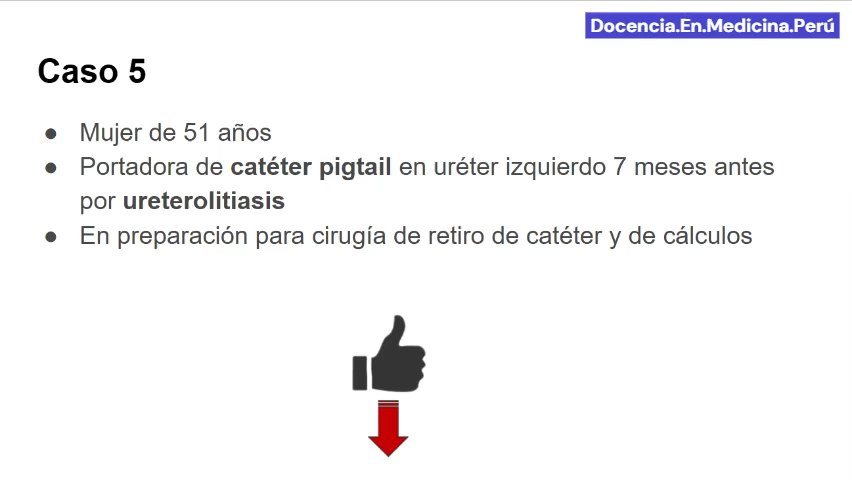 Docencia.En.Medicina.Perú
Caso 5
● Mujer de 51 años
● Portadora de catéter pigtail en uréter izquierdo 7 meses antes
por ureterolitiasis
● En preparación para cirugía de retiro de catéter y de cálculos